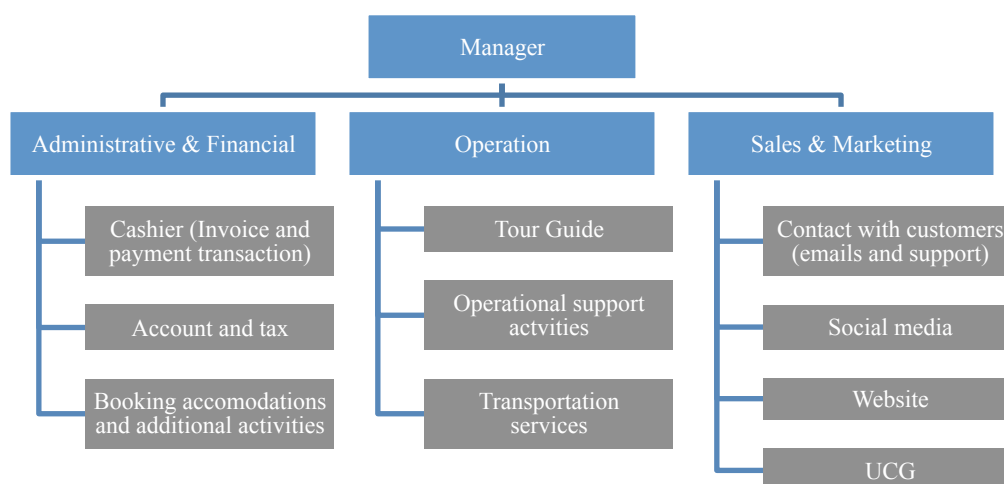 Manager
Administrative & Financial
Cashier (Invoice and
payment transaction)
Account and tax
Booking accomodations
and additional activities
Operation
Tour Guide
Operational support
actvities
Transportation
services
Sales & Marketing
Contact with customers
(emails and support)
Social media
Website
UCG